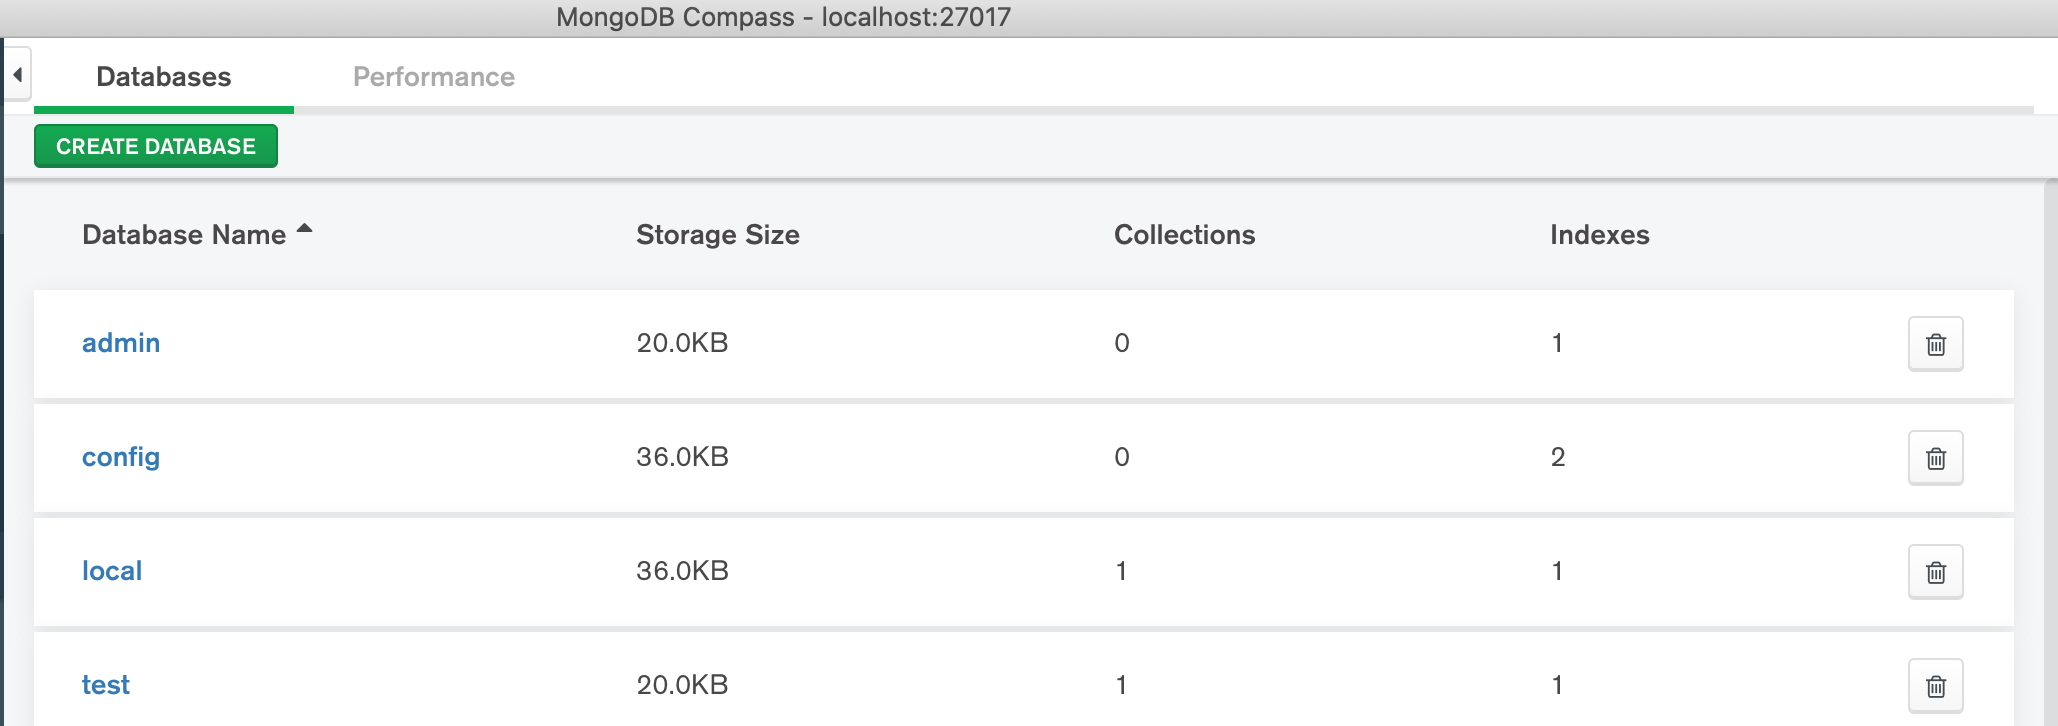 MongoDB Compass - localhost:27017
Databases Performance
CREATE DATABASE
Database Name Storage Size Collections Indexes
admin 20.0KB 0 1
config 36.0KB 0 2
local 36.0KB 1 1
test 20.0KB 1 1